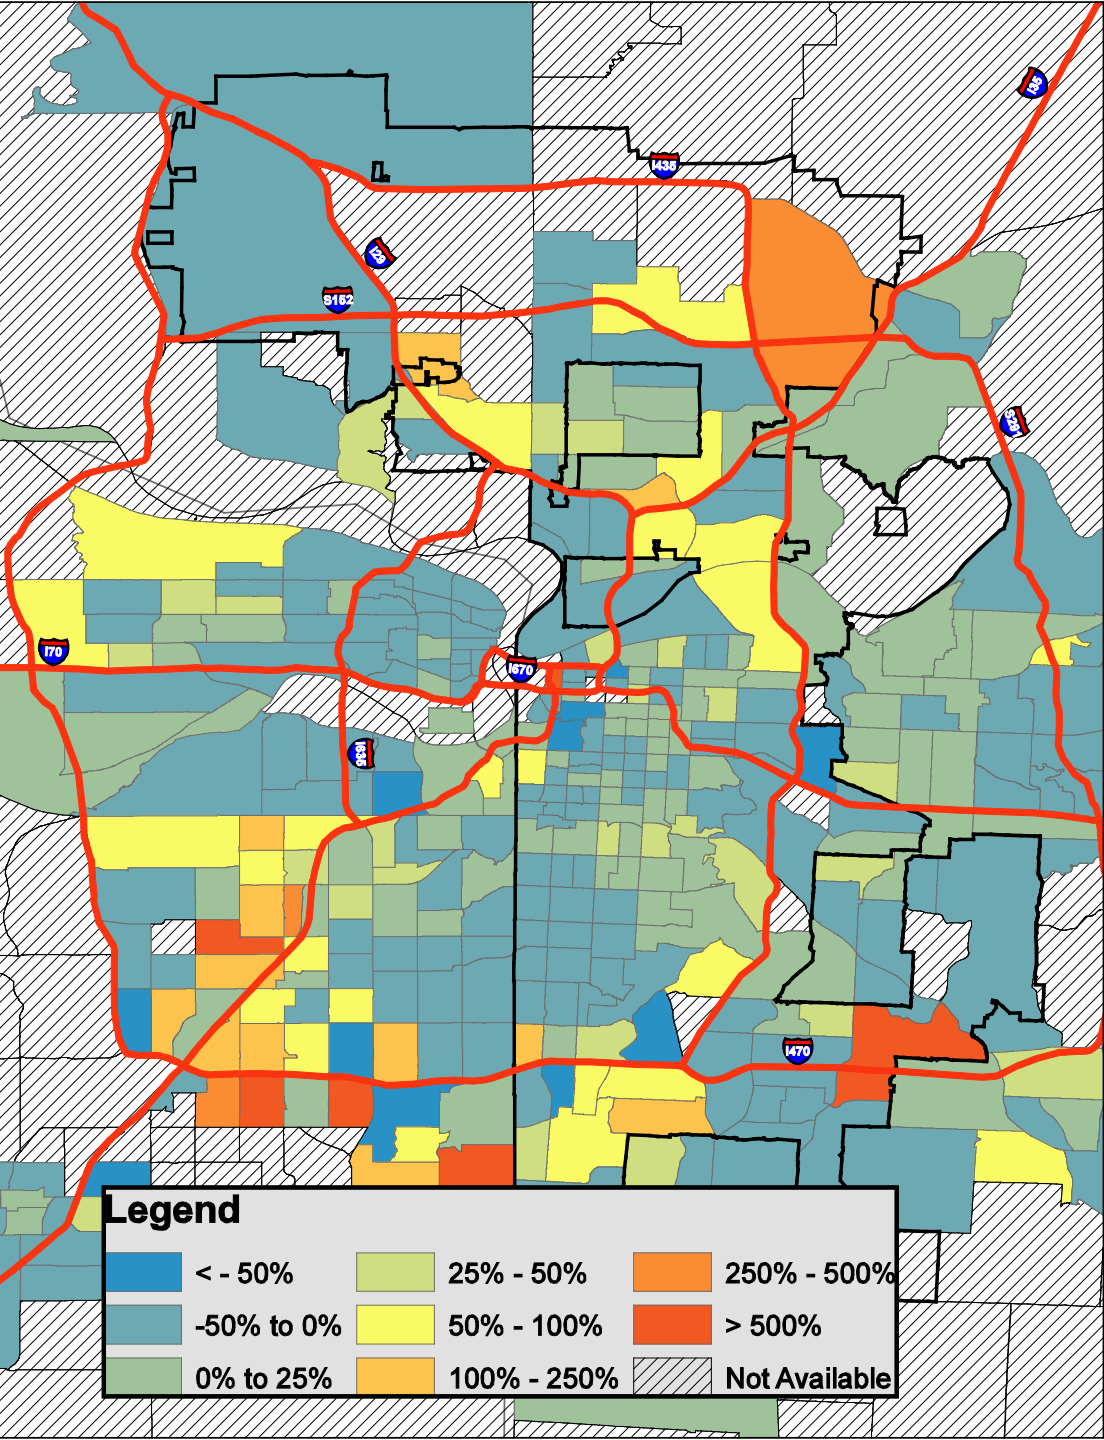 I35
I435
I29
S152
S291
I70
I670
I635
I470
Legend
< - 50%
25% - 50%
250% - 500%
-50% to 0%
50% - 100%
> 500%
0% to 25%
100% - 250%
Not Available